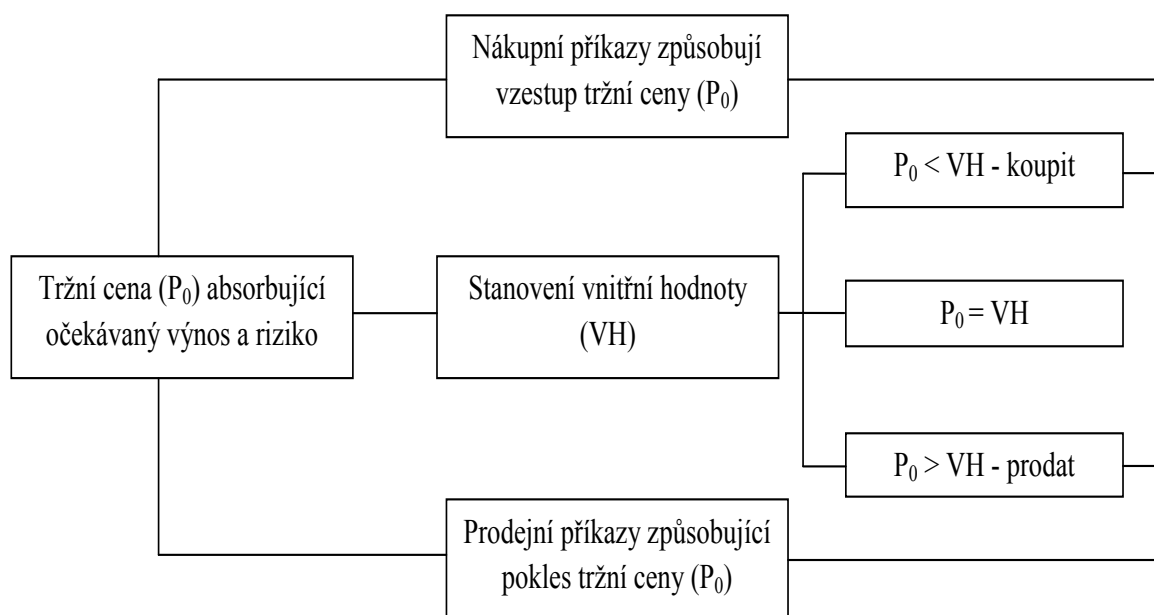 Nákupní příkazy způsobují
vzestup tržní ceny (P₀)
P₀ < VH - koupit
Tržní cena (P₀) absorbující
očekávaný výnos a riziko
Stanovení vnitřní hodnoty
(VH)
P₀ = VH
P₀ > VH - prodat
Prodejní příkazy způsobující
pokles tržní ceny (P₀)